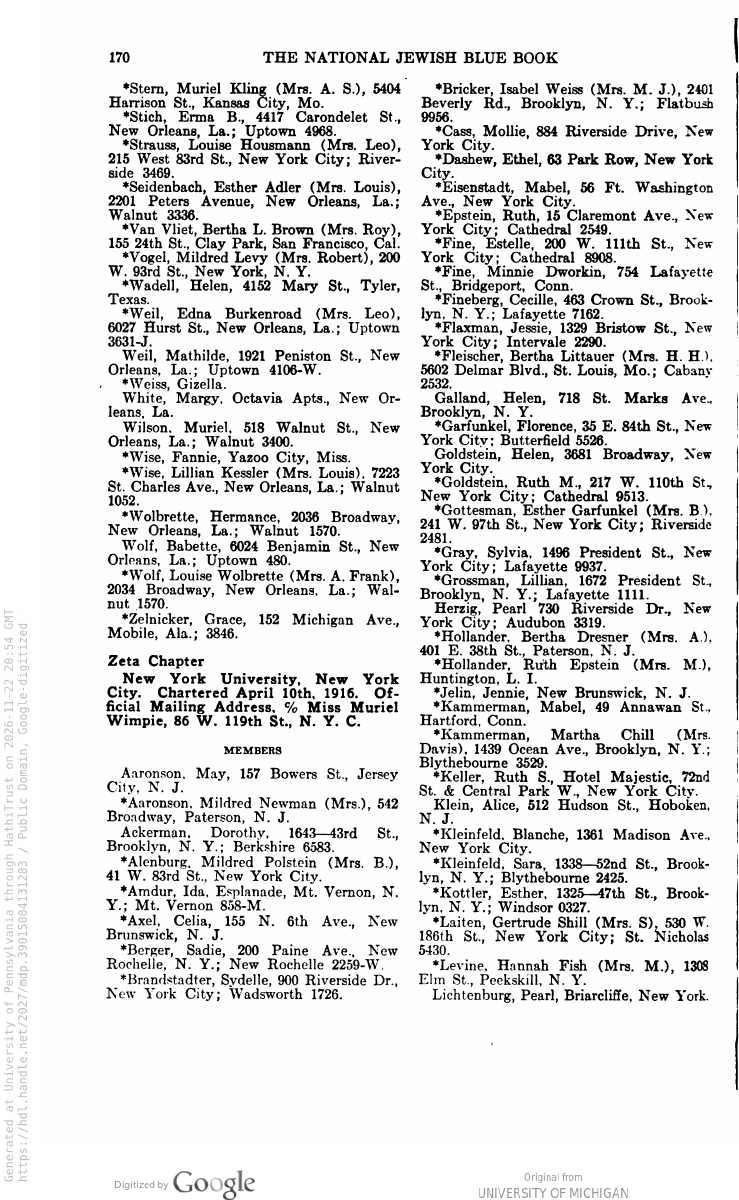 170
THE NATIONAL JEWISH BLUE BOOK
*Stern, Muriel Kling (Mrs. A. S.), 5404
Harrison St., Kansas City, Mo.
*Stich, Erma B., 4417 Carondelet St.,
New Orleans, La.; Uptown 4968.
*Strauss, Louise Housmann (Mrs. Leo),
215 West 83rd St., New York City; River-
side 3469.
*Seidenbach, Esther Adler (Mrs. Louis),
2201 Peters Avenue, New Orleans, La.;
Walnut 3336.
*Van Vliet, Bertha L. Brown (Mrs. Roy),
155 24th St., Clay Park, San Francisco, Cal.
*Vogel, Mildred Levy (Mrs. Robert), 200
W. 93rd St., New York, N. Y.
*Wadell, Helen, 4152 Mary St., Tyler,
Texas.
*Weil, Edna Burkenroad (Mrs. Leo),
6027 Hurst St., New Orleans, La.; Uptown
3631-J.
Weil, Mathilde, 1921 Peniston St., New
Orleans, La.; Uptown 4106-W.
*Weiss, Gizella.
White, Margy, Octavia Apts., New Or-
leans, La.
Wilson, Muriel, 518 Walnut St., New
Orleans, La.; Walnut 3400.
*Wise, Fannie, Yazoo City, Miss.
*Wise, Lillian Kessler (Mrs. Louis), 7223
St. Charles Ave., New Orleans, La.; Walnut
1052.
*Wolbrette, Hermance, 2036 Broadway,
New Orleans, La.; Walnut 1570.
Wolf, Babette, 6024 Benjamin St., New
Orleans, La.; Uptown 480.
*Wolf, Louise Wolbrette (Mrs. A. Frank),
2034 Broadway, New Orleans, La.; Wal-
nut 1570.
*Zelnicker, Grace, 152 Michigan Ave.,
Mobile, Ala.; 3846.
Zeta Chapter
New York University, New York
City. Chartered April 10th, 1916. Of-
ficial Mailing Address, % Miss Muriel
Wimpie, 86 W. 119th St., N. Y. C.
MEMBERS
Aaronson, May, 157 Bowers St., Jersey
City, N. J.
*Aaronson, Mildred Newman (Mrs.), 542
Broadway, Paterson, N. J.
Ackerman, Dorothy, 1643—43rd St.,
Brooklyn, N. Y.; Berkshire 6583.
*Alenburg, Mildred Polstein (Mrs. B.),
41 W. 83rd St., New York City.
*Amdur, Ida, Esplanade, Mt. Vernon, N.
Y.; Mt. Vernon 858-M.
*Axel, Celia, 155 N. 6th Ave., New
Brunswick, N. J.
*Berger, Sadie, 200 Paine Ave., New
Rochelle, N. Y.; New Rochelle 2259-W.
*Brandstadter, Sydelle, 900 Riverside Dr.,
New York City; Wadsworth 1726.
*Bricker, Isabel Weiss (Mrs. M. J.), 2401
Beverly Rd., Brooklyn, N. Y.; Flatbush
9956.
*Cass, Mollie, 884 Riverside Drive, New
York City.
*Dashew, Ethel, 63 Park Row, New York
City.
*Eisenstadt, Mabel, 56 Ft. Washington
Ave., New York City.
*Epstein, Ruth, 15 Claremont Ave., New
York City; Cathedral 2549.
*Fine, Estelle, 200 W. 111th St., New
York City; Cathedral 8908.
*Fine, Minnie Dworkin, 754 Lafayette
St., Bridgeport, Conn.
*Fineberg, Cecille, 463 Crown St., Brook-
lyn, N. Y.; Lafayette 7162.
*Flaxman, Jessie, 1329 Bristow St., New
York City; Intervale 2290.
*Fleischer, Bertha Littauer (Mrs. H. H.),
5602 Delmar Blvd., St. Louis, Mo.; Cabany
2532.
Galland, Helen, 718 St. Marks Ave.,
Brooklyn, N. Y.
*Garfunkel, Florence, 35 E. 84th St., New
York City; Butterfield 5526.
Goldstein, Helen, 3681 Broadway, New
York City.
*Goldstein, Ruth M., 217 W. 110th St.,
New York City; Cathedral 9513.
*Gottesman, Esther Garfunkel (Mrs. B.),
241 W. 97th St., New York City; Riverside
2481.
*Gray, Sylvia, 1496 President St., New
York City; Lafayette 9937.
*Grossman, Lillian, 1672 President St.,
Brooklyn, N. Y.; Lafayette 1111.
Herzig, Pearl 730 Riverside Dr., New
York City; Audubon 3319.
*Hollander, Bertha Dresner (Mrs. A.),
401 E. 38th St., Paterson, N. J.
*Hollander, Ruth Epstein (Mrs. M.),
Huntington, L. I.
*Jelin, Jennie, New Brunswick, N. J.
*Kammerman, Mabel, 49 Annawan St.,
Hartford, Conn.
*Kammerman, Martha Chill (Mrs.
Davis), 1439 Ocean Ave., Brooklyn, N. Y.;
Blythebourne 3529.
*Keller, Ruth S., Hotel Majestic, 72nd
St. & Central Park W., New York City.
Klein, Alice, 512 Hudson St., Hoboken,
N. J.
*Kleinfeld, Blanche, 1361 Madison Ave.,
New York City.
*Kleinfeld, Sara, 1338—52nd St., Brook-
lyn, N. Y.; Blythebourne 2425.
*Kottler, Esther, 1325—47th St., Brook-
lyn, N. Y.; Windsor 0327.
*Laiten, Gertrude Shill (Mrs. S), 530 W.
186th St., New York City; St. Nicholas
5430.
*Levine, Hannah Fish (Mrs. M.), 1308
Elm St., Peekskill, N. Y.
Lichtenburg, Pearl, Briarcliffe, New York.
Generated at University of Pennsylvania through HathiTrust on 2026-11-22 20:54 GMT
https://hdl.handle.net/2027/mdp.39015084131203 / Public Domain, Google-digitized
Digitized by Google
Original from
UNIVERSITY OF MICHIGAN